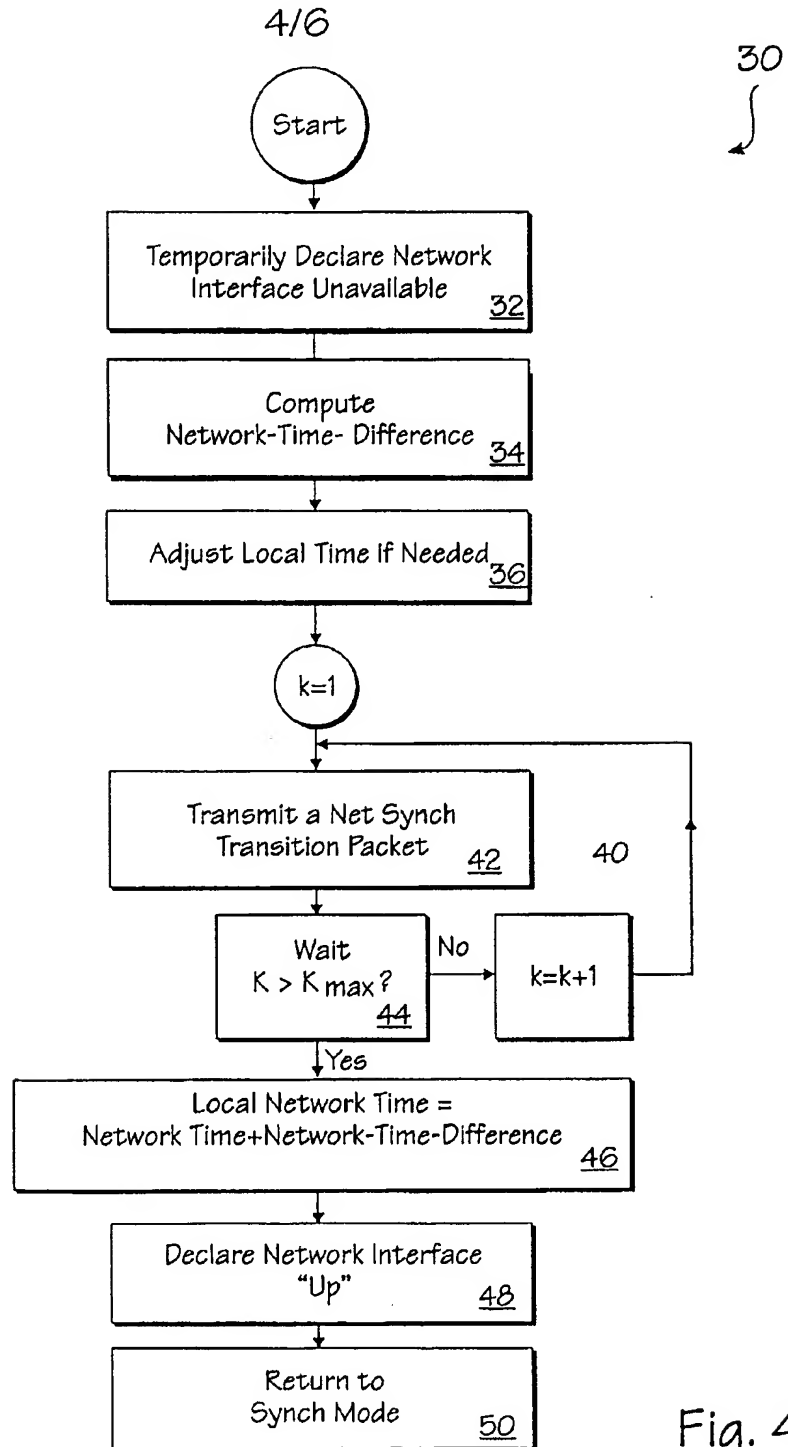 4/6
30
Start
Temporarily Declare Network
Interface Unavailable
32
Compute
Network-Time- Difference
34
Adjust Local Time if Needed
36
k=1
Transmit a Net Synch
Transition Packet
42
40
Wait
K > Kmax?
44
No
k=k+1
Yes
Local Network Time =
Network Time+Network-Time-Difference
46
Declare Network Interface
“Up”
48
Return to
Synch Mode
50
Fig. 4